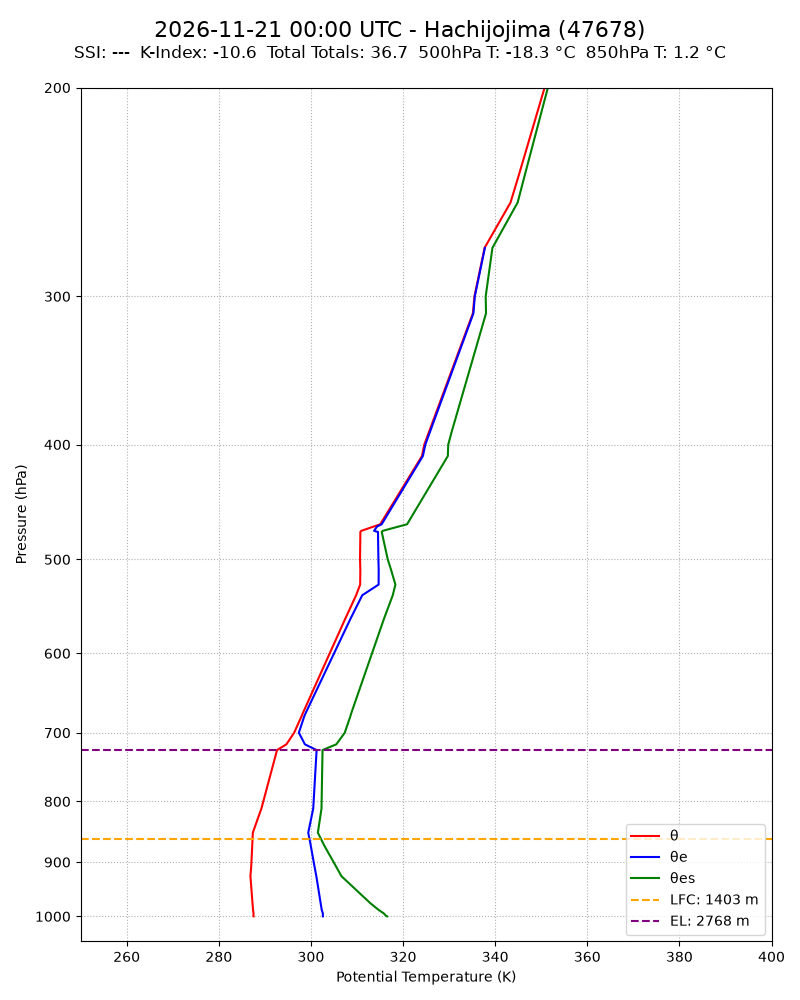 2026-11-21 00:00 UTC - Hachijojima (47678)
SSI: ---  K-Index: -10.6  Total Totals: 36.7  500hPa T: -18.3 °C  850hPa T: 1.2 °C
200
300
400
500
600
700
800
900
1000
Pressure (hPa)
θ
θe
θes
LFC: 1403 m
EL: 2768 m
260 280 300 320 340 360 380 400
Potential Temperature (K)